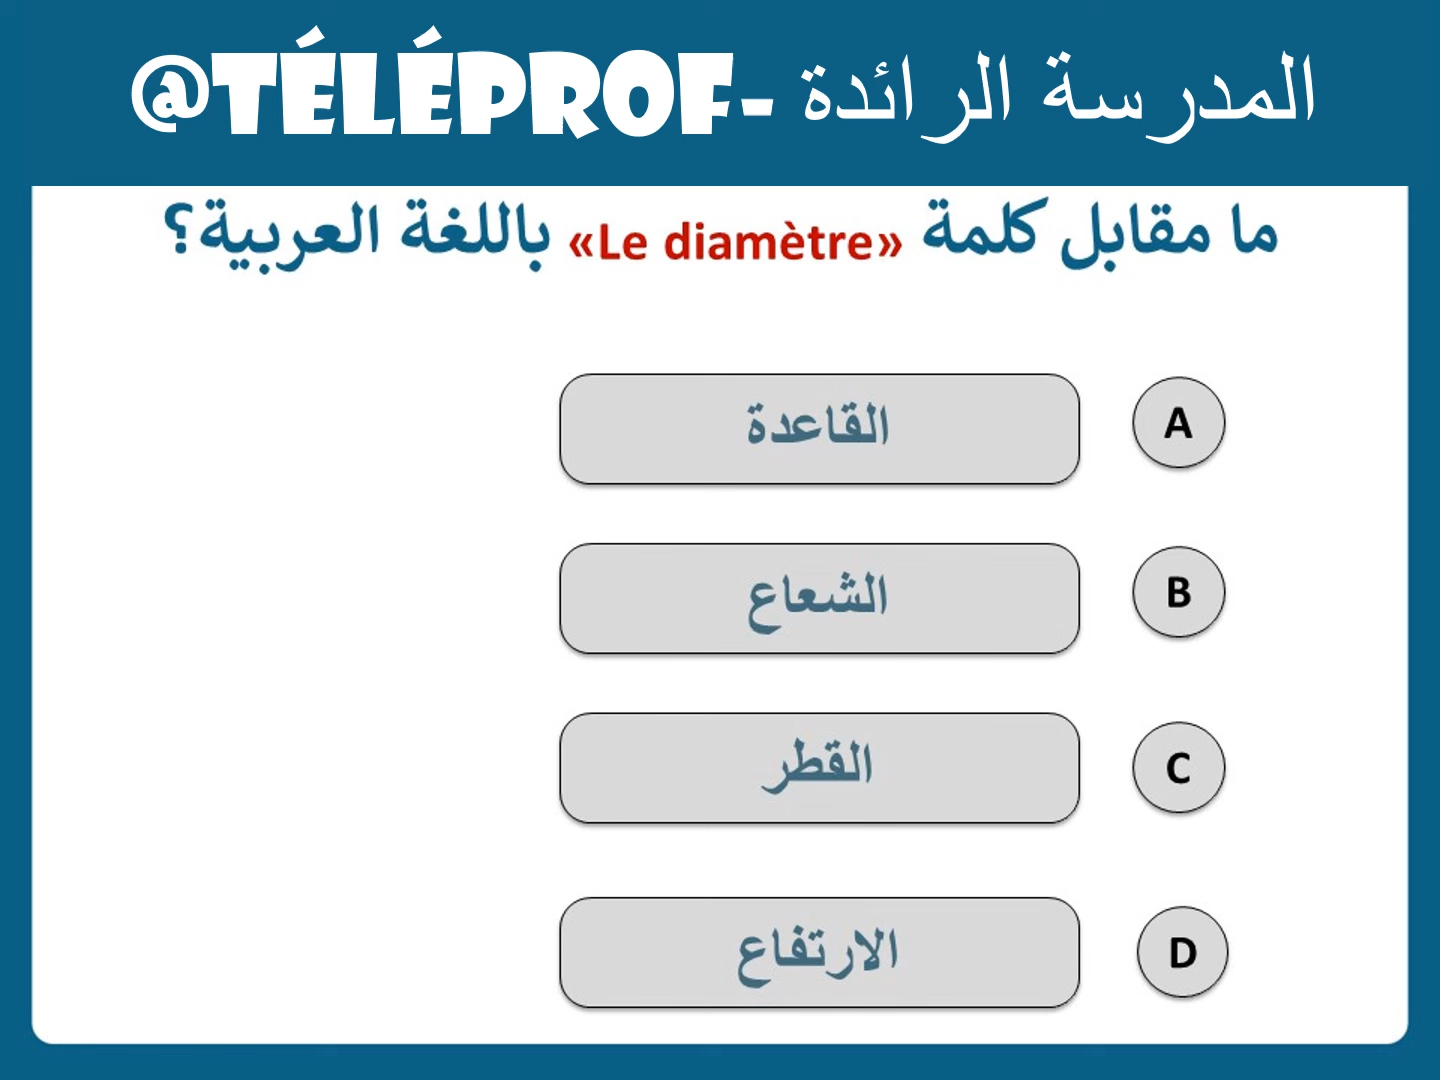 @TÉLÉPROF- المدرسة الرائدة
ما مقابل كلمة «Le diamètre» باللغة العربية؟
A القاعدة
B الشعاع
C القطر
D الارتفاع